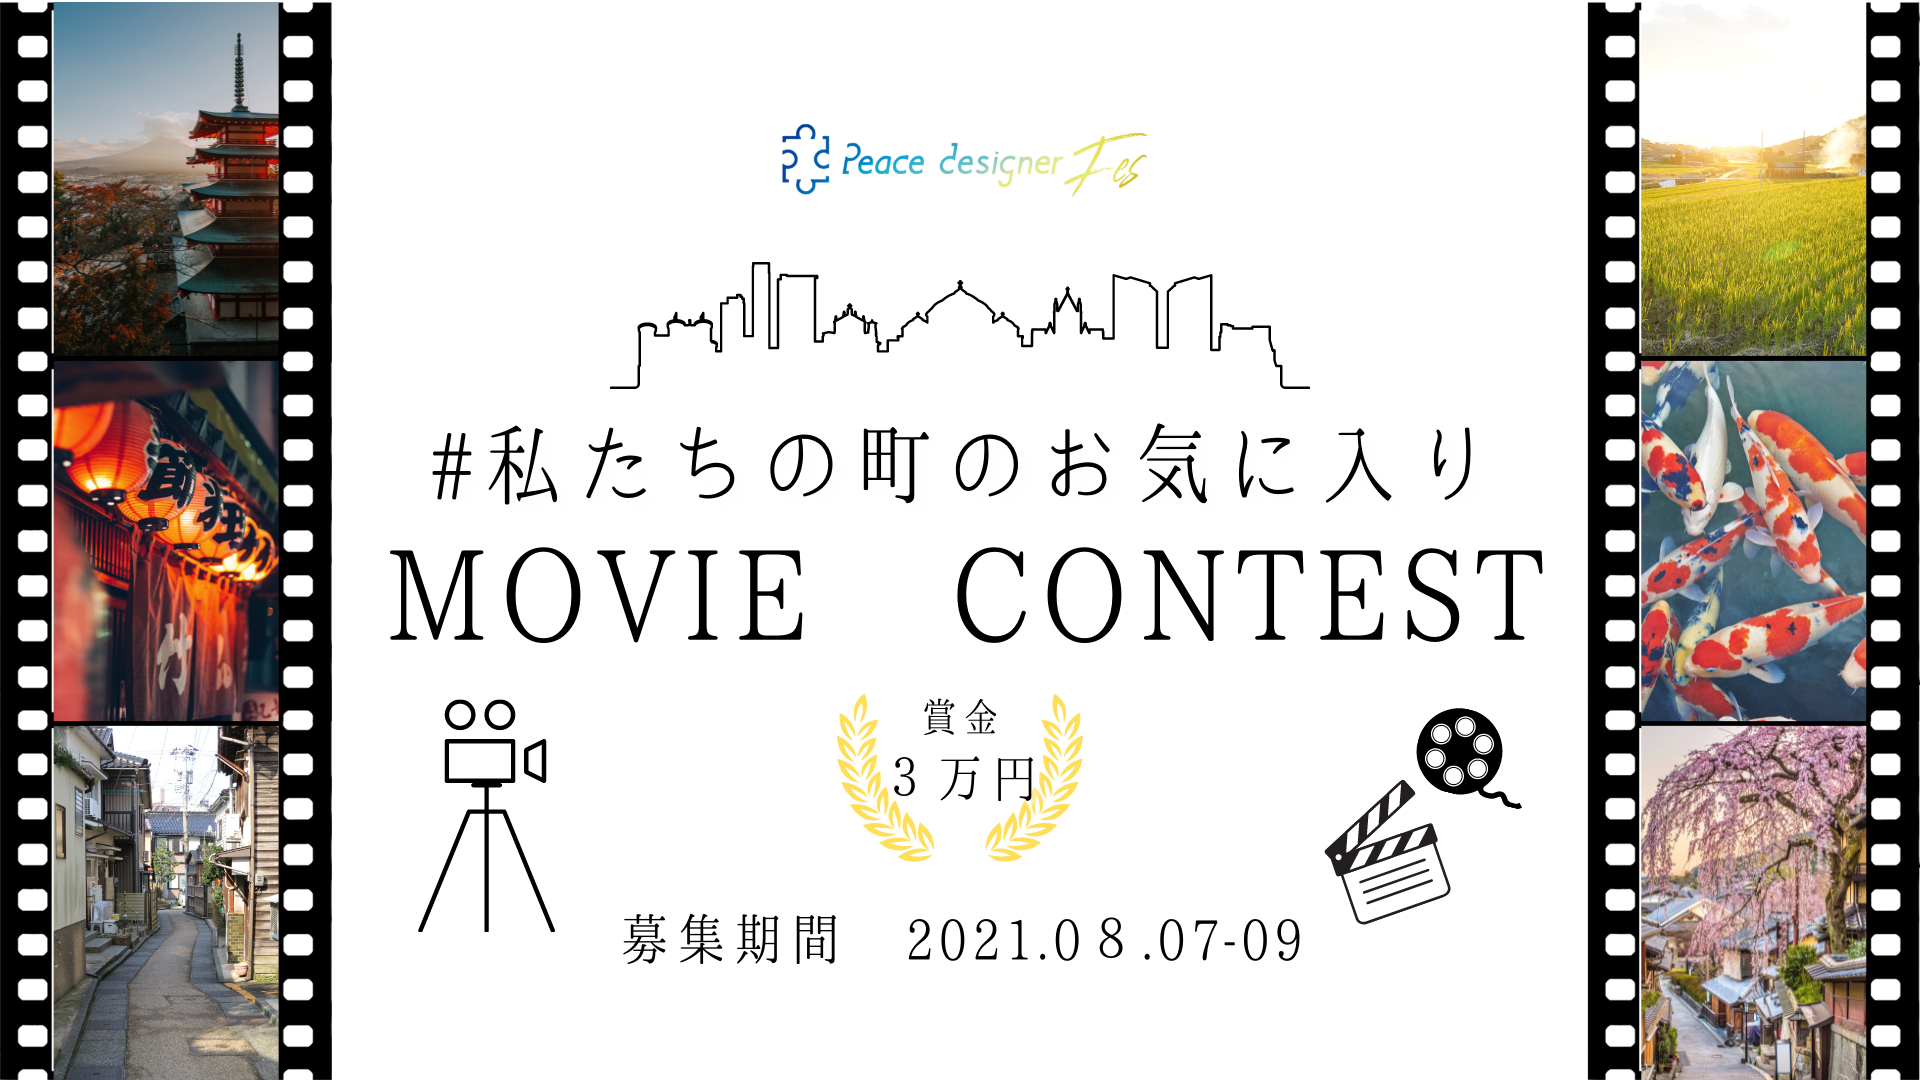 Peace designer Fes
#私たちの町のお気に入り
MOVIE CONTEST
賞金
3万円
募集期間 2021.08.07-09